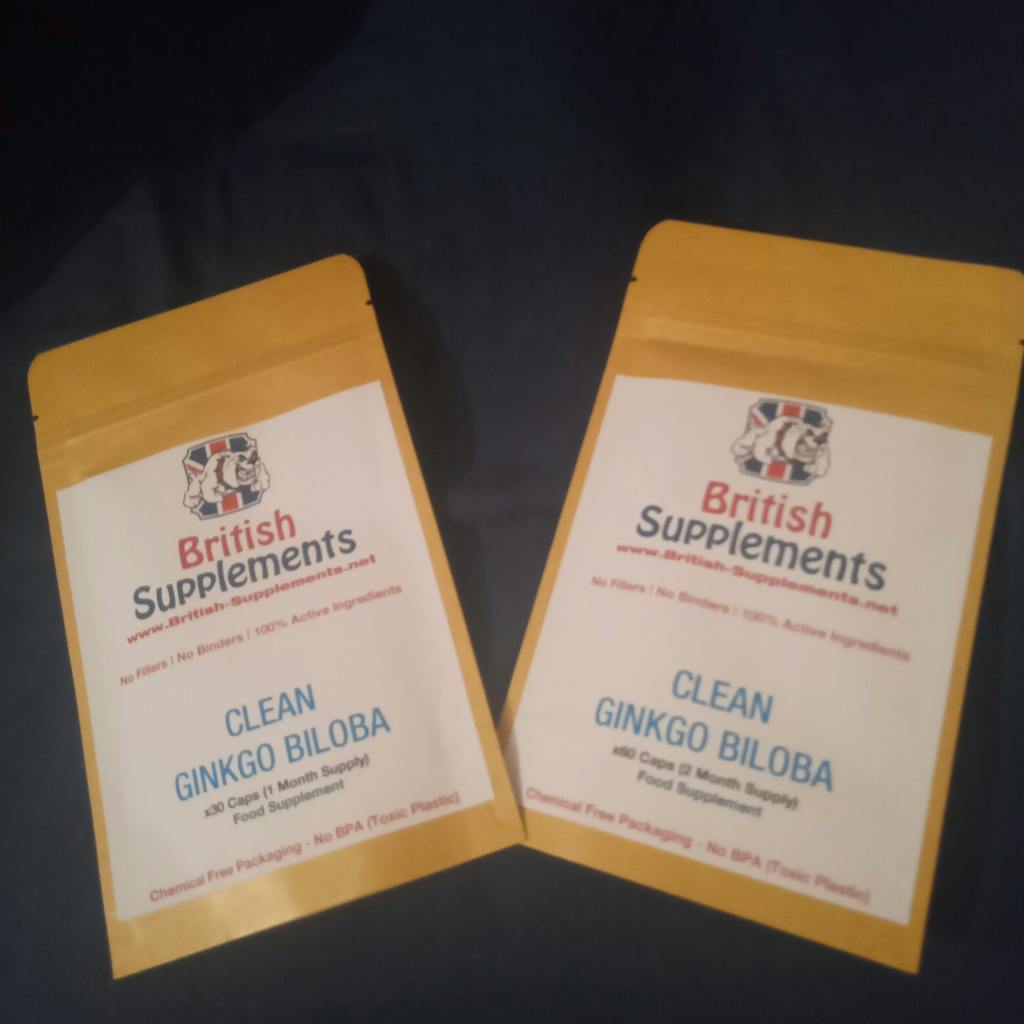 British
Supplements
www.British-Supplements.net
No Fillers | No Binders | 100% Active Ingredients
CLEAN
GINKGO BILOBA
x30 Caps (1 Month Supply)
Food Supplement
Chemical Free Packaging - No BPA (Toxic Plastic)
British
Supplements
www.British-Supplements.net
No Fillers | No Binders | 100% Active Ingredients
CLEAN
GINKGO BILOBA
x60 Caps (2 Month Supply)
Food Supplement
Chemical Free Packaging - No BPA (Toxic Plastic)